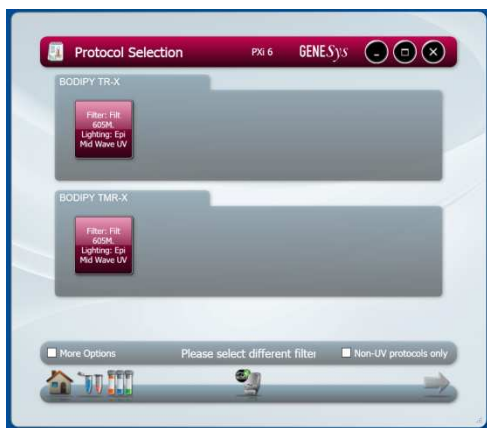 Protocol Selection PXi 6 GENESys
BODIPY TR-X
Filter: Filt
605M.
Lighting: Epi
Mid Wave UV
BODIPY TMR-X
Filter: Filt
605M.
Lighting: Epi
Mid Wave UV
More Options Please select different filter Non-UV protocols only